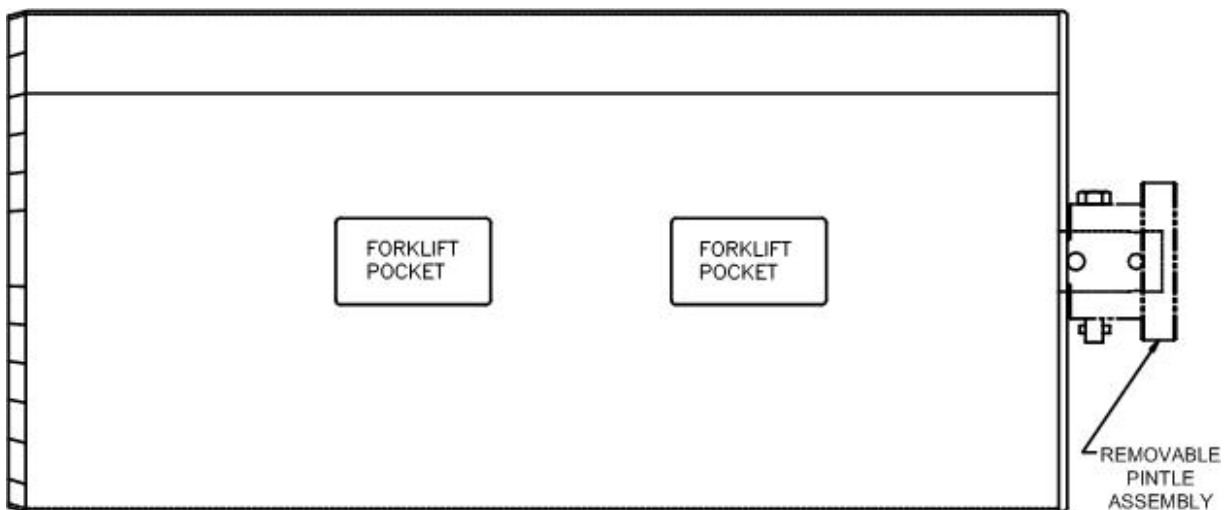 FORKLIFT
POCKET
FORKLIFT
POCKET
REMOVABLE
PINTLE
ASSEMBLY